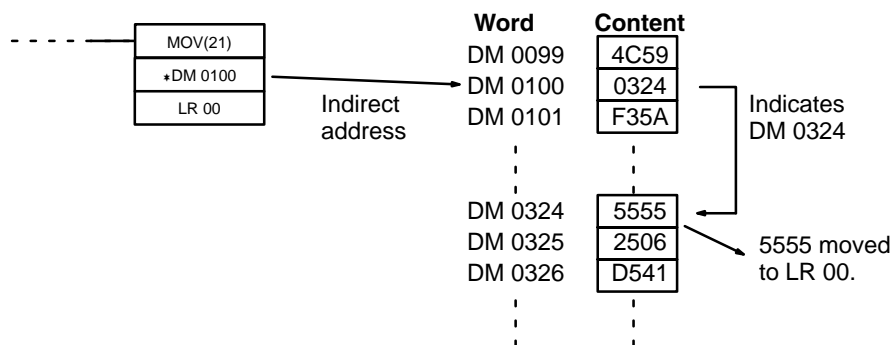 MOV(21)
*DM 0100
LR 00
Indirect
address
Word Content
DM 0099 4C59
DM 0100 0324
DM 0101 F35A
Indicates
DM 0324
DM 0324 5555
DM 0325 2506
DM 0326 D541
5555 moved
to LR 00.